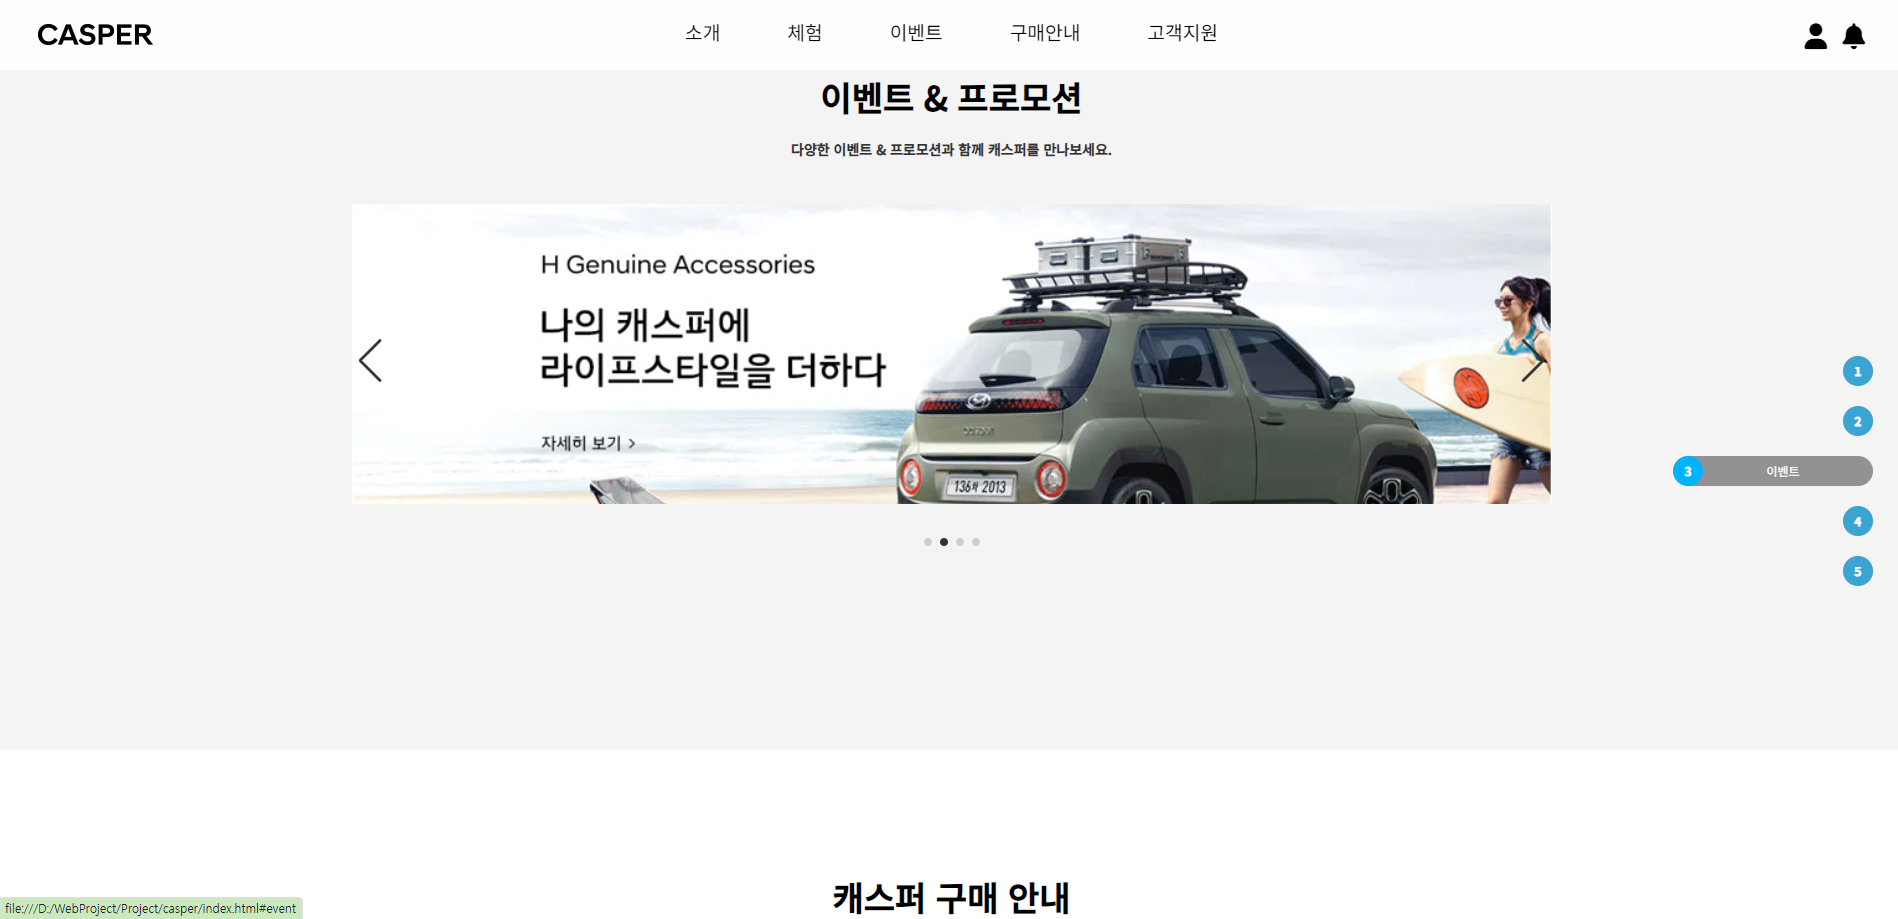 CASPER
소개 체험 이벤트 구매안내 고객지원
이벤트 & 프로모션
다양한 이벤트 & 프로모션과 함께 캐스퍼를 만나보세요.
H Genuine Accessories
나의 캐스퍼에
라이프스타일을 더하다
자세히 보기 >
CASPER
136차 2013
1
2
3 이벤트
4
5
캐스퍼 구매 안내
file:///D:/WebProject/Project/casper/index.html#event